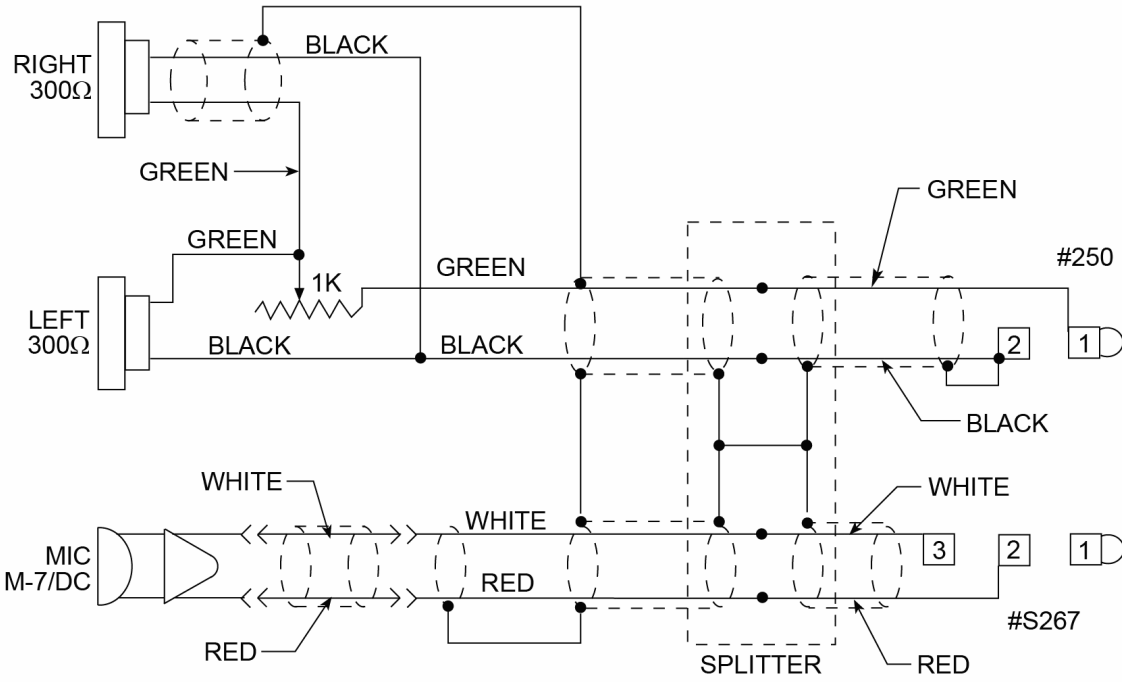 RIGHT
300Ω
BLACK
GREEN
GREEN
GREEN
#250
GREEN
1K
LEFT
300Ω
BLACK
BLACK
2
1
BLACK
WHITE
WHITE
WHITE
MIC
M-7/DC
3
2
1
RED
#S267
RED
SPLITTER
RED